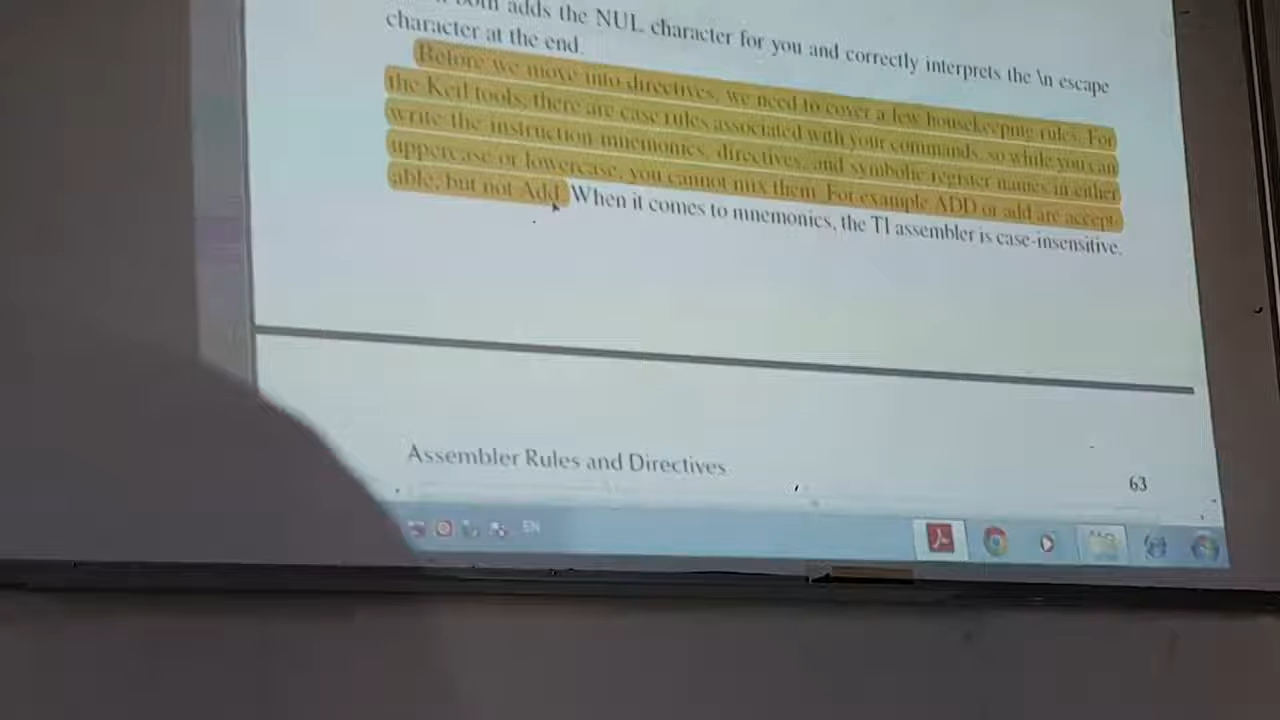 both adds the NUL character for you and correctly interprets the \n escape
character at the end.
Before we move into directives, we need to cover a few housekeeping rules. For
the Keil tools, there are case rules associated with your commands, so while you can
write the instruction mnemonics, directives, and symbolic register names in either
uppercase or lowercase, you cannot mix them. For example ADD or add are accept-
able, but not Add. When it comes to mnemonics, the TI assembler is case-insensitive.
Assembler Rules and Directives
63
EN